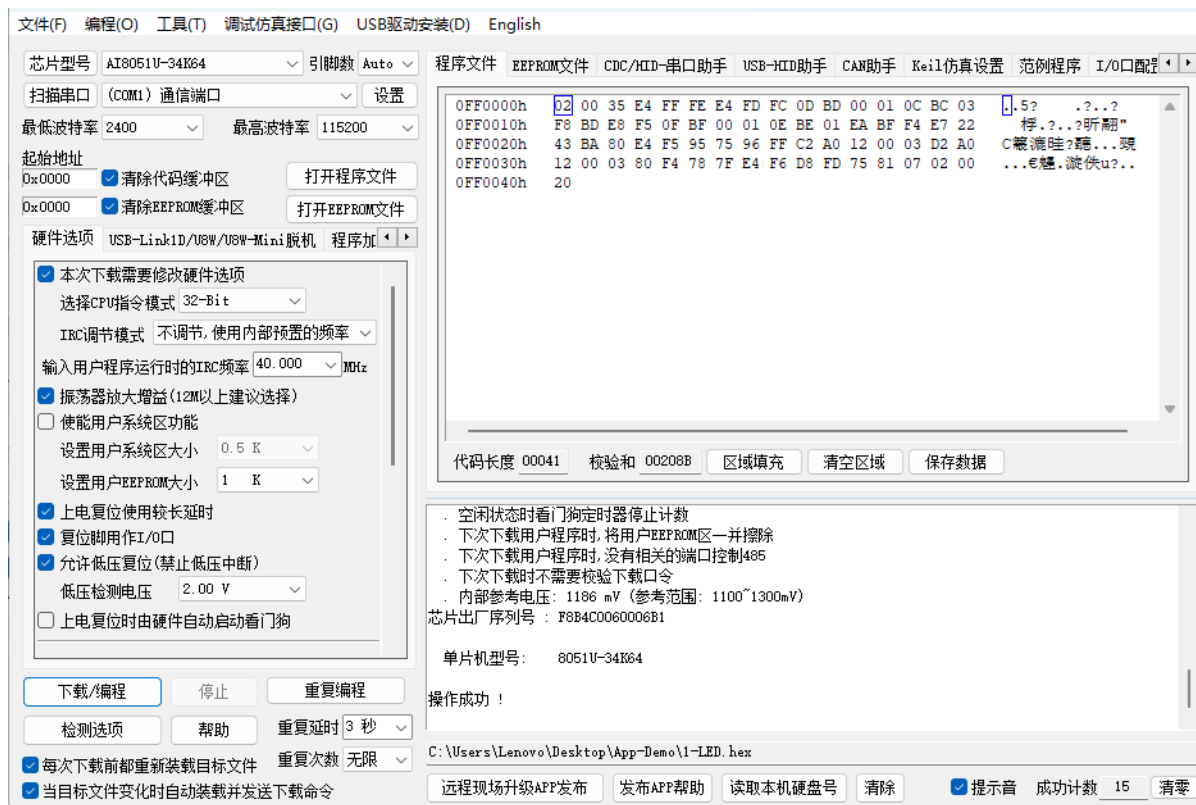 文件(F) 编程(O) 工具(T) 调试仿真接口(G) USB驱动安装(D) English
芯片型号 AI8051U-34K64 引脚数 Auto
扫描串口 (COM1) 通信端口 设置
最低波特率 2400 最高波特率 115200
起始地址
0x0000 清除代码缓冲区 打开程序文件
0x0000 清除EEPROM缓冲区 打开EEPROM文件
硬件选项 USB-Link1D/U8W/U8W-Mini脱机 程序加
本次下载需要修改硬件选项
选择CPU指令模式 32-Bit
IRC调节模式 不调节,使用内部预置的频率
输入用户程序运行时的IRC频率 40.000 MHz
振荡器放大增益(12M以上建议选择)
使能用户系统区功能
设置用户系统区大小 0.5 K
设置用户EEPROM大小 1 K
上电复位使用较长延时
复位脚用作I/O口
允许低压复位(禁止低压中断)
低压检测电压 2.00 V
上电复位时由硬件自动启动看门狗
下载/编程 停止 重复编程
检测选项 帮助 重复延时 3 秒
每次下载前都重新装载目标文件 重复次数 无限
当目标文件变化时自动装载并发送下载命令
程序文件 EEPROM文件 CDC/HID-串口助手 USB-HID助手 CAN助手 Keil仿真设置 范例程序 I/O口配
0FF0000h 02 00 35 E4 FF FE E4 FD FC 0D BD 00 01 0C BC 03 ..5? .?..?
0FF0010h F8 BD E8 F5 0F BF 00 01 0E BE 01 EA BF F4 E7 22 桴.?..?昕翮"
0FF0020h 43 BA 80 E4 F5 95 75 96 FF C2 A0 12 00 03 D2 A0
0FF0030h 12 00 03 80 F4 78 7F E4 F6 D8 FD 75 81 07 02 00
0FF0040h 20
代码长度 00041 校验和 00208B 区域填充 清空区域 保存数据
. 空闲状态时看门狗定时器停止计数
. 下次下载用户程序时,将用户EEPROM区一并擦除
. 下次下载用户程序时,没有相关的端口控制485
. 下次下载时不需要校验下载口令
. 内部参考电压: 1186 mV (参考范围: 1100~1300mV)
芯片出厂序列号 : F8B4C0060006B1
单片机型号: 8051U-34K64
操作成功 !
C:\Users\Lenovo\Desktop\App-Demo\1-LED.hex
远程现场升级APP发布 发布APP帮助 读取本机硬盘号 清除 提示音 成功计数 15 清零